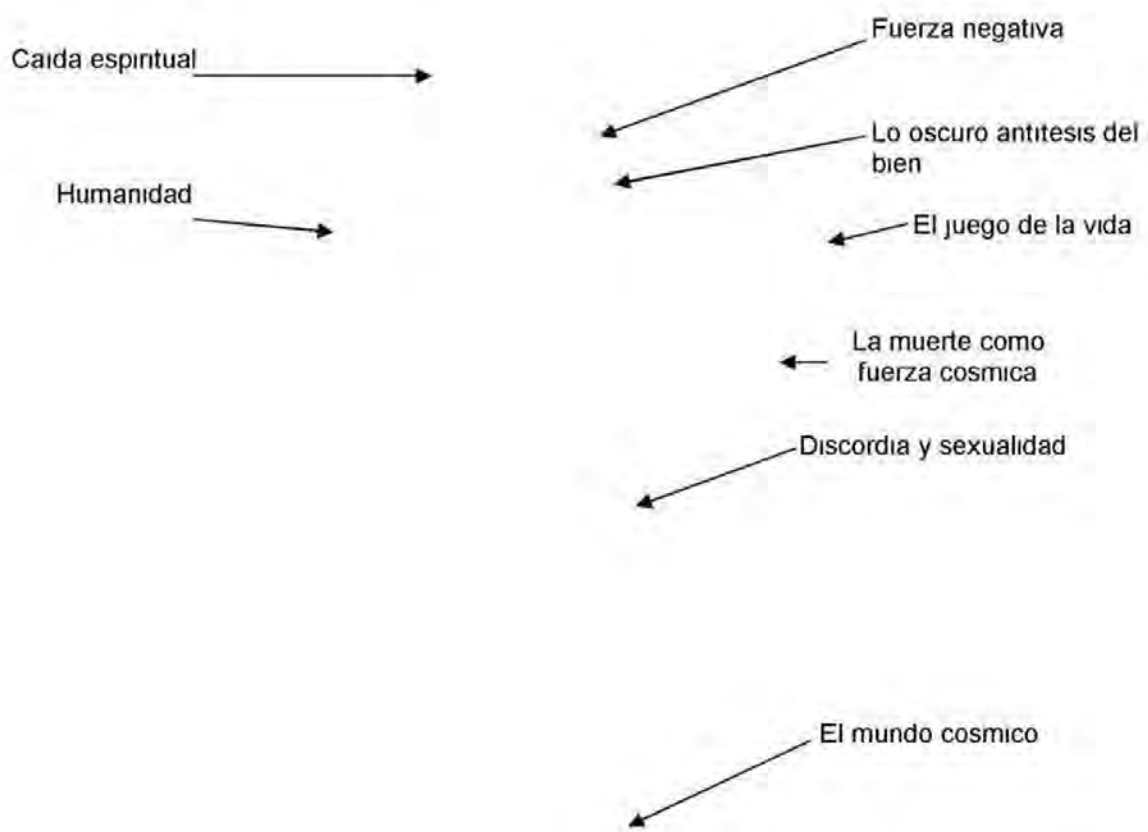 Fuerza negativa
Caida espiritual
Lo oscuro antitesis del
bien
Humanidad
El juego de la vida
La muerte como
fuerza cosmica
Discordia y sexualidad
El mundo cosmico